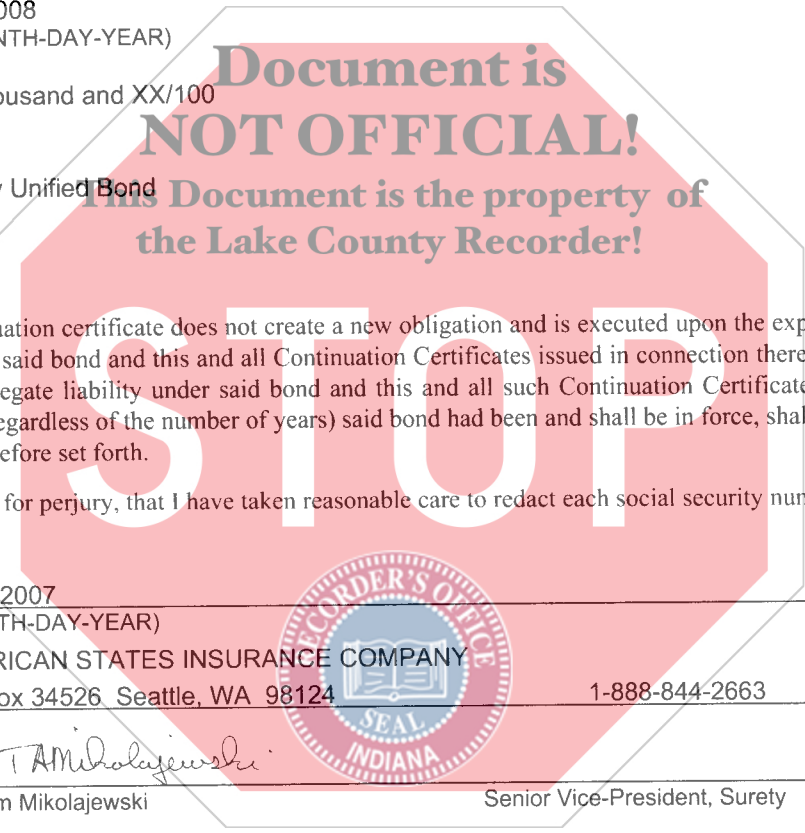 008
NTH-DAY-YEAR)
Document is
ousand and XX/100
NOT OFFICIAL!
y Unified Bond
This Document is the property of
the Lake County Recorder!
STOP
uation certificate does not create a new obligation and is executed upon the exp
said bond and this and all Continuation Certificates issued in connection there
egate liability under said bond and this and all such Continuation Certificate
egardless of the number of years) said bond had been and shall be in force, shal
efore set forth.
for perjury, that I have taken reasonable care to redact each social security nun
2007
TH-DAY-YEAR)
RICAN STATES INSURANCE COMPANY
ox 34526 Seattle, WA 98124 1-888-844-2663
RECORDER'S OFFICE
SEAL
INDIANA
TAMikolajewski
m Mikolajewski Senior Vice-President, Surety